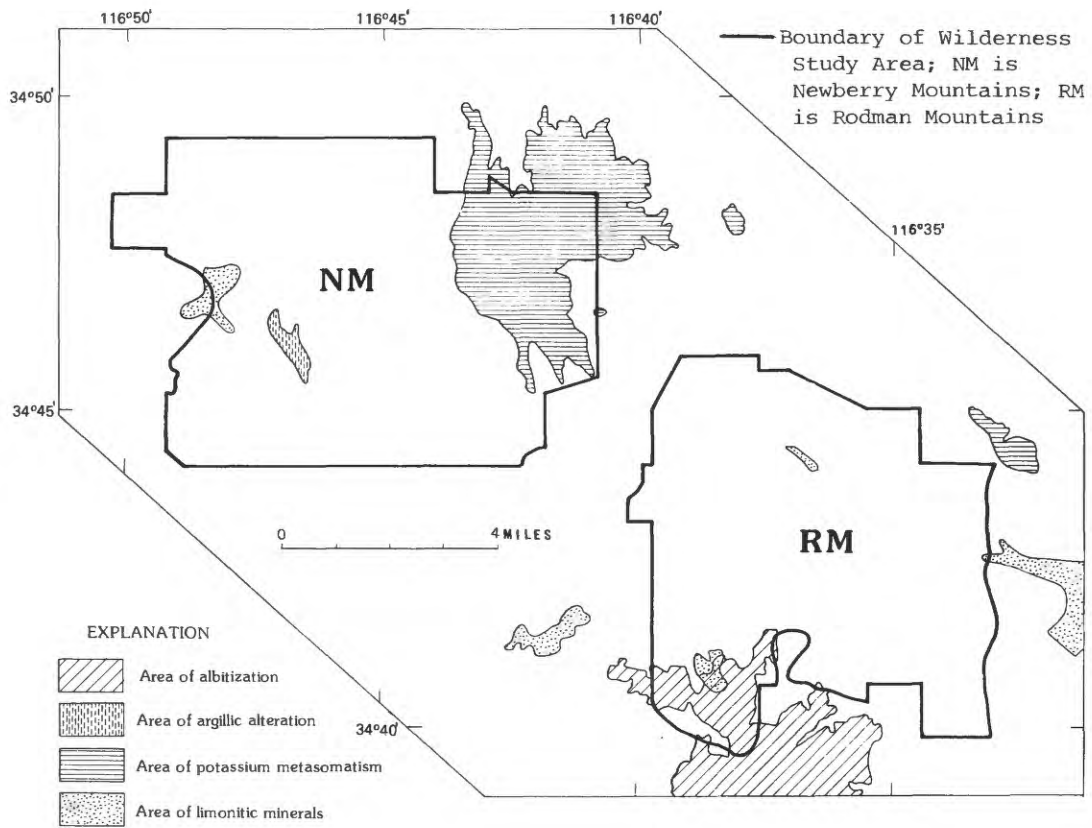 116°50'
116°45'
116°40'
Boundary of Wilderness
Study Area; NM is
Newberry Mountains; RM
is Rodman Mountains
34°50'
116°35'
NM
34°45'
0 4 MILES
RM
EXPLANATION
Area of albitization
Area of argillic alteration
34°40'
Area of potassium metasomatism
Area of limonitic minerals